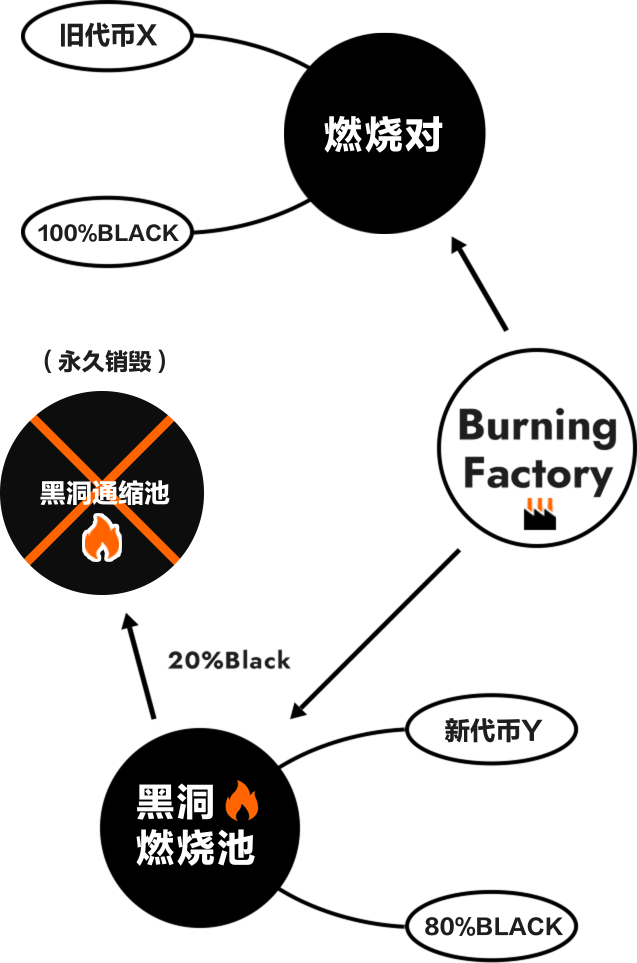 旧代币X
燃烧对
100%BLACK
（永久销毁）
黑洞通缩池
Burning
Factory
20%Black
新代币Y
黑洞
燃烧池
80%BLACK